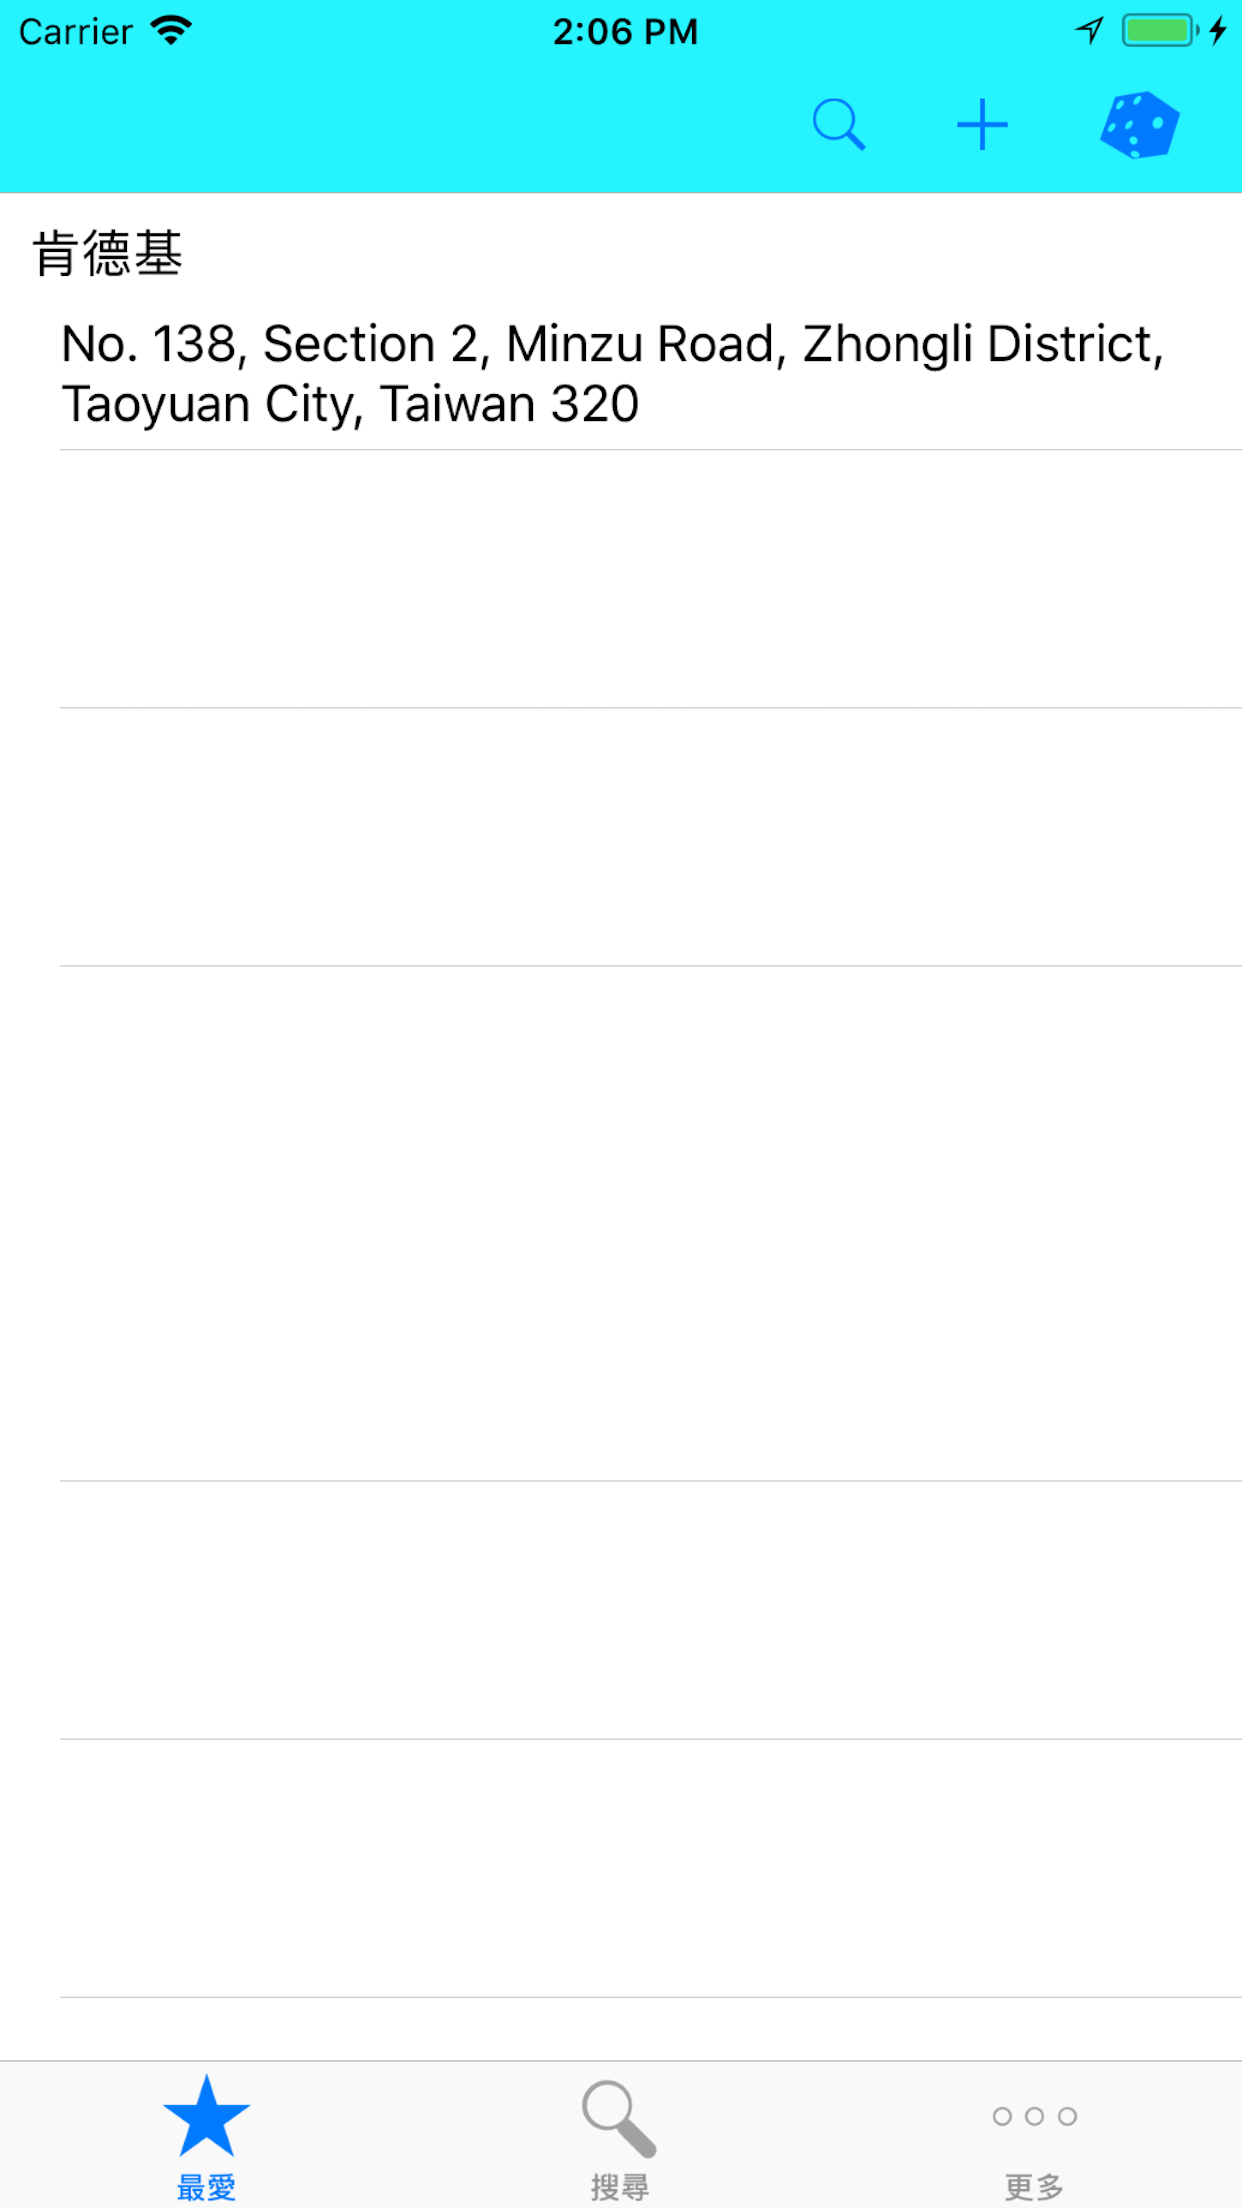 Carrier 2:06 PM
肯德基
No. 138, Section 2, Minzu Road, Zhongli District,
Taoyuan City, Taiwan 320
最愛 搜尋 更多